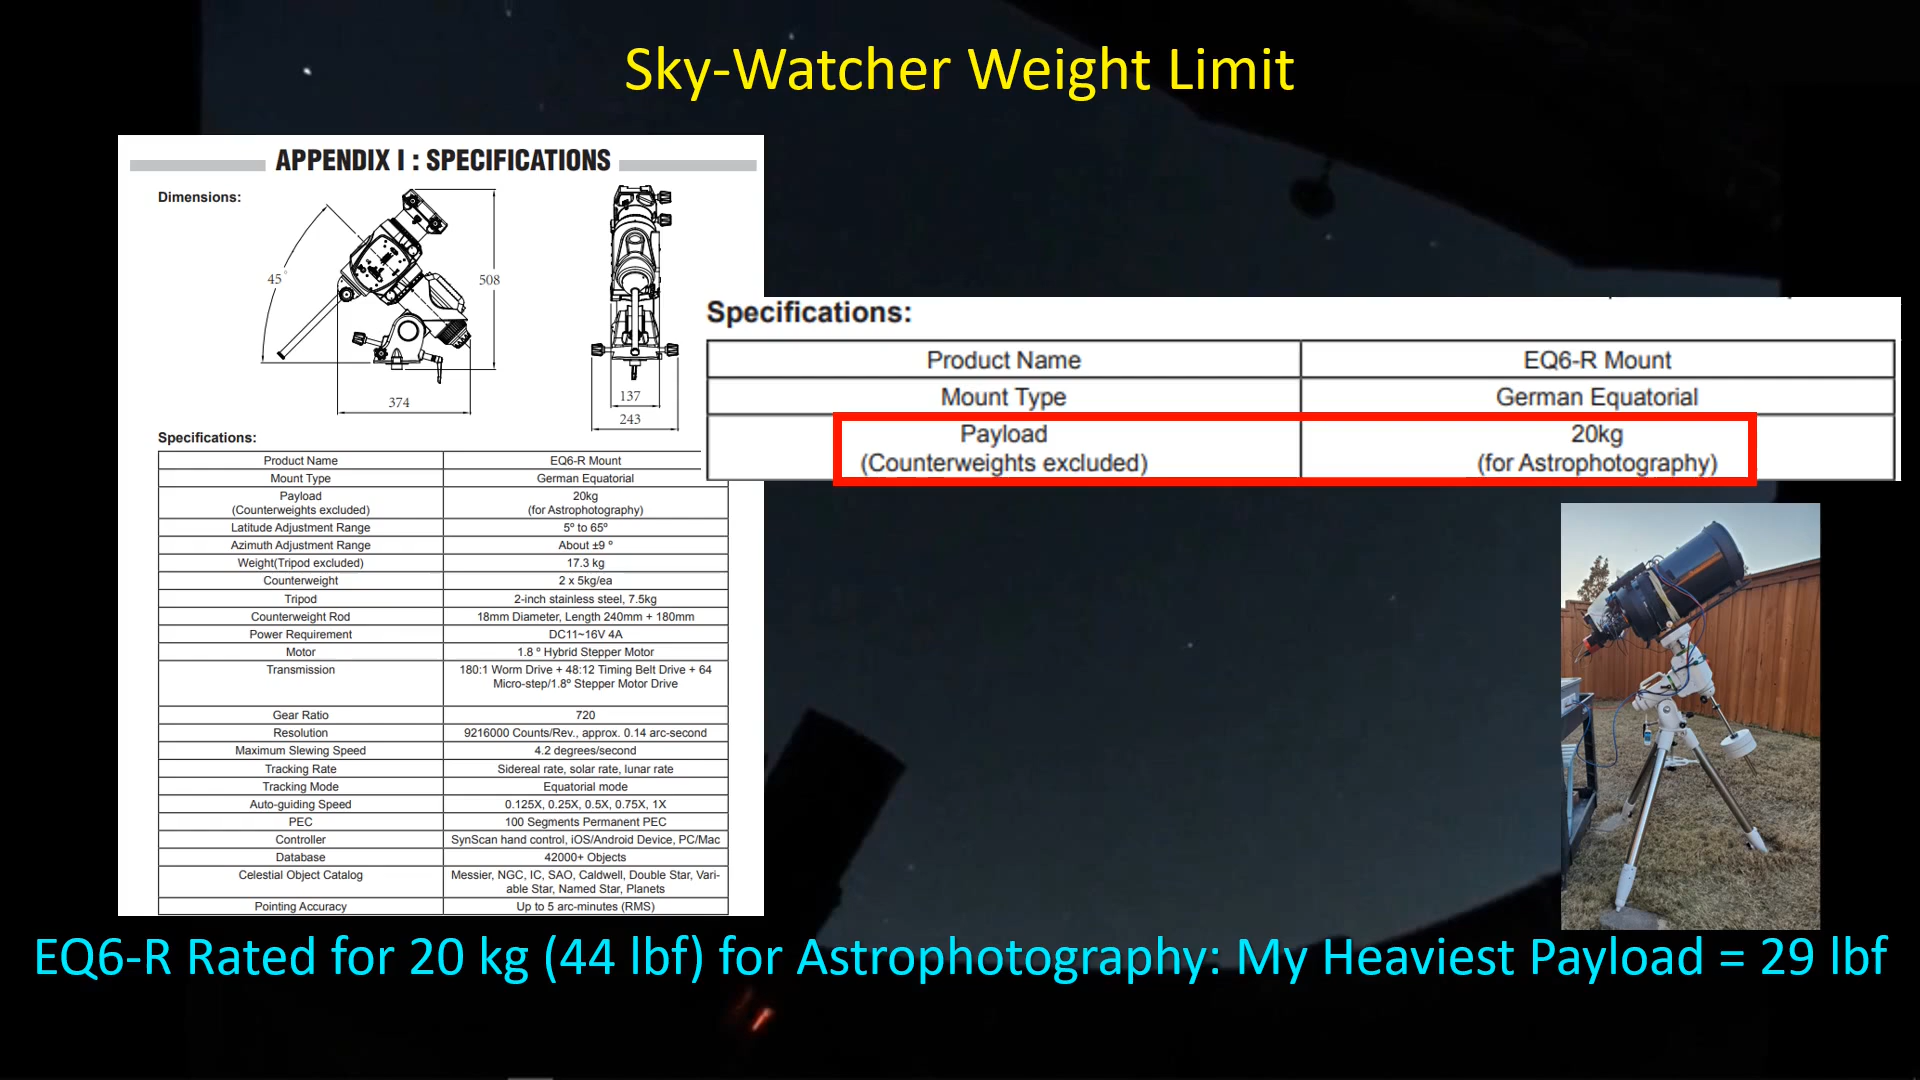 Sky-Watcher Weight Limit
APPENDIX I : SPECIFICATIONS
Dimensions:
45°
508
374
137
243
Specifications:
Product Name EQ6-R Mount
Mount Type German Equatorial
Payload 20kg
(Counterweights excluded) (for Astrophotography)
Latitude Adjustment Range 5º to 65º
Azimuth Adjustment Range About ±9 º
Weight(Tripod excluded) 17.3 kg
Counterweight 2 x 5kg/ea
Tripod 2-inch stainless steel, 7.5kg
Counterweight Rod 18mm Diameter, Length 240mm + 180mm
Power Requirement DC11~16V 4A
Motor 1.8 º Hybrid Stepper Motor
Transmission 180:1 Worm Drive + 48:12 Timing Belt Drive + 64
Micro-step/1.8º Stepper Motor Drive
Gear Ratio 720
Resolution 9216000 Counts/Rev., approx. 0.14 arc-second
Maximum Slewing Speed 4.2 degrees/second
Tracking Rate Sidereal rate, solar rate, lunar rate
Tracking Mode Equatorial mode
Auto-guiding Speed 0.125X, 0.25X, 0.5X, 0.75X, 1X
PEC 100 Segments Permanent PEC
Controller SynScan hand control, iOS/Android Device, PC/Mac
Database 42000+ Objects
Celestial Object Catalog Messier, NGC, IC, SAO, Caldwell, Double Star, Vari-
able Star, Named Star, Planets
Pointing Accuracy Up to 5 arc-minutes (RMS)
Specifications:
Product Name EQ6-R Mount
Mount Type German Equatorial
Payload 20kg
(Counterweights excluded) (for Astrophotography)
EQ6-R Rated for 20 kg (44 lbf) for Astrophotography: My Heaviest Payload = 29 lbf